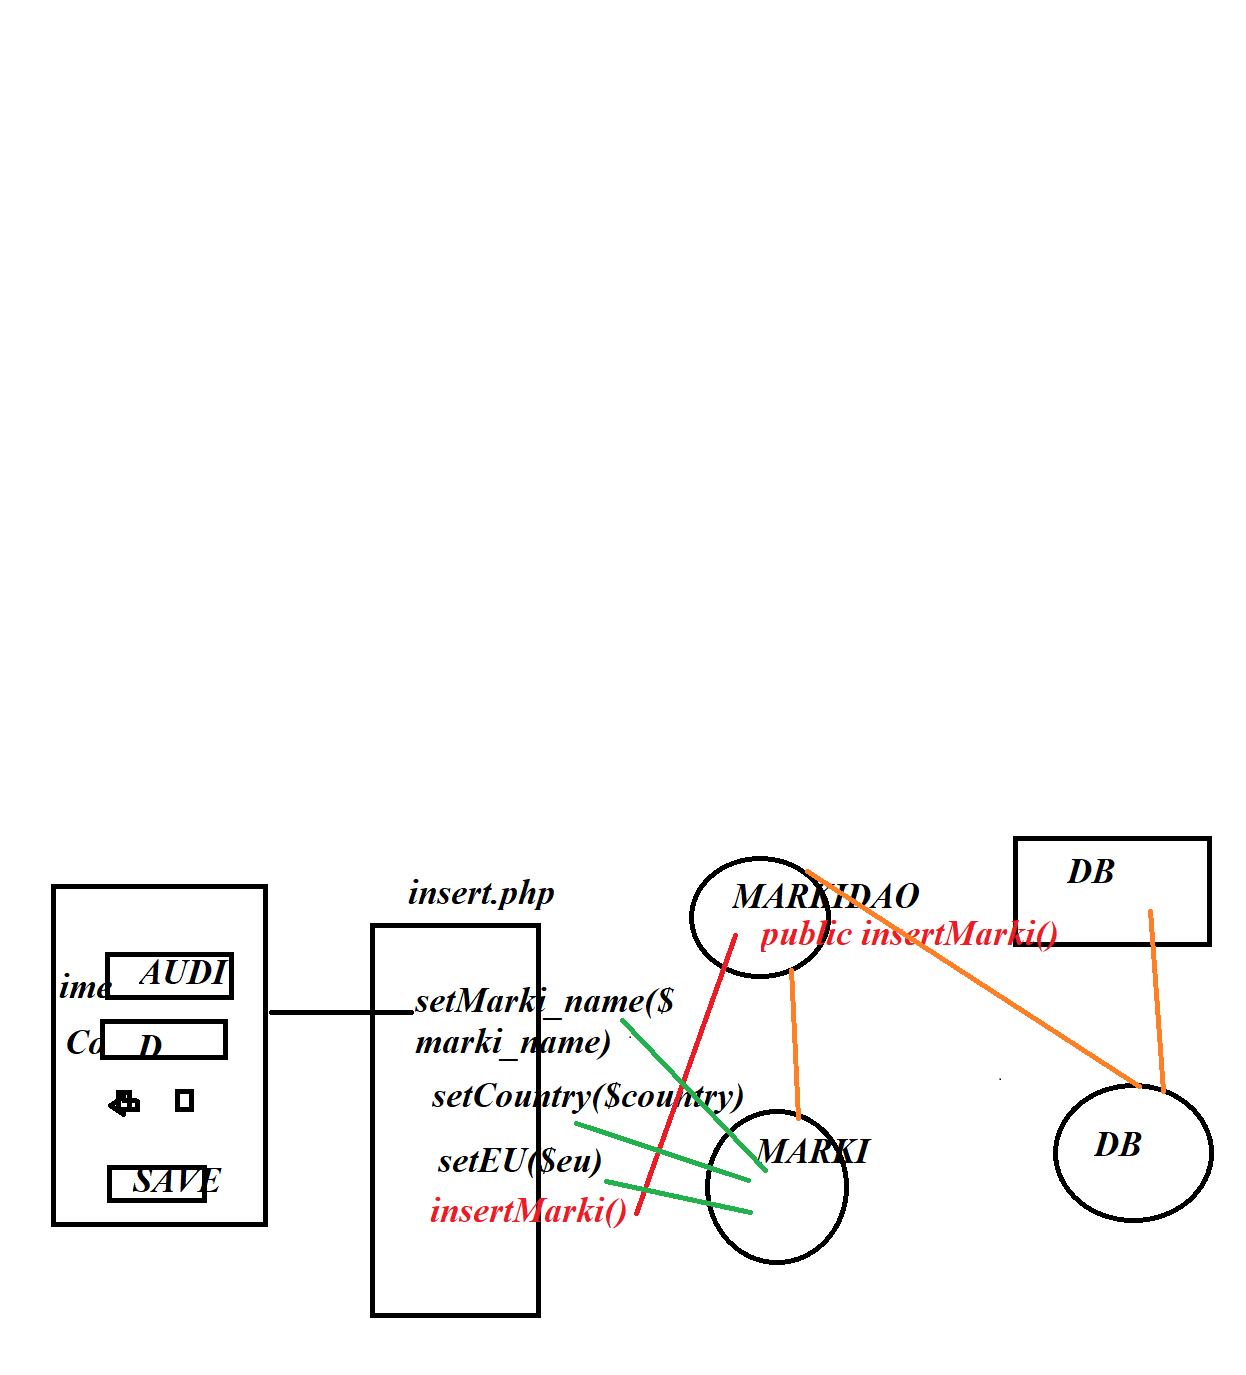 ime
AUDI
Co
D
SAVE
insert.php
setMarki_name($
marki_name)
setCountry($country)
setEU($eu)
insertMarki()
MARKIDAO
public insertMarki()
MARKI
DB
DB